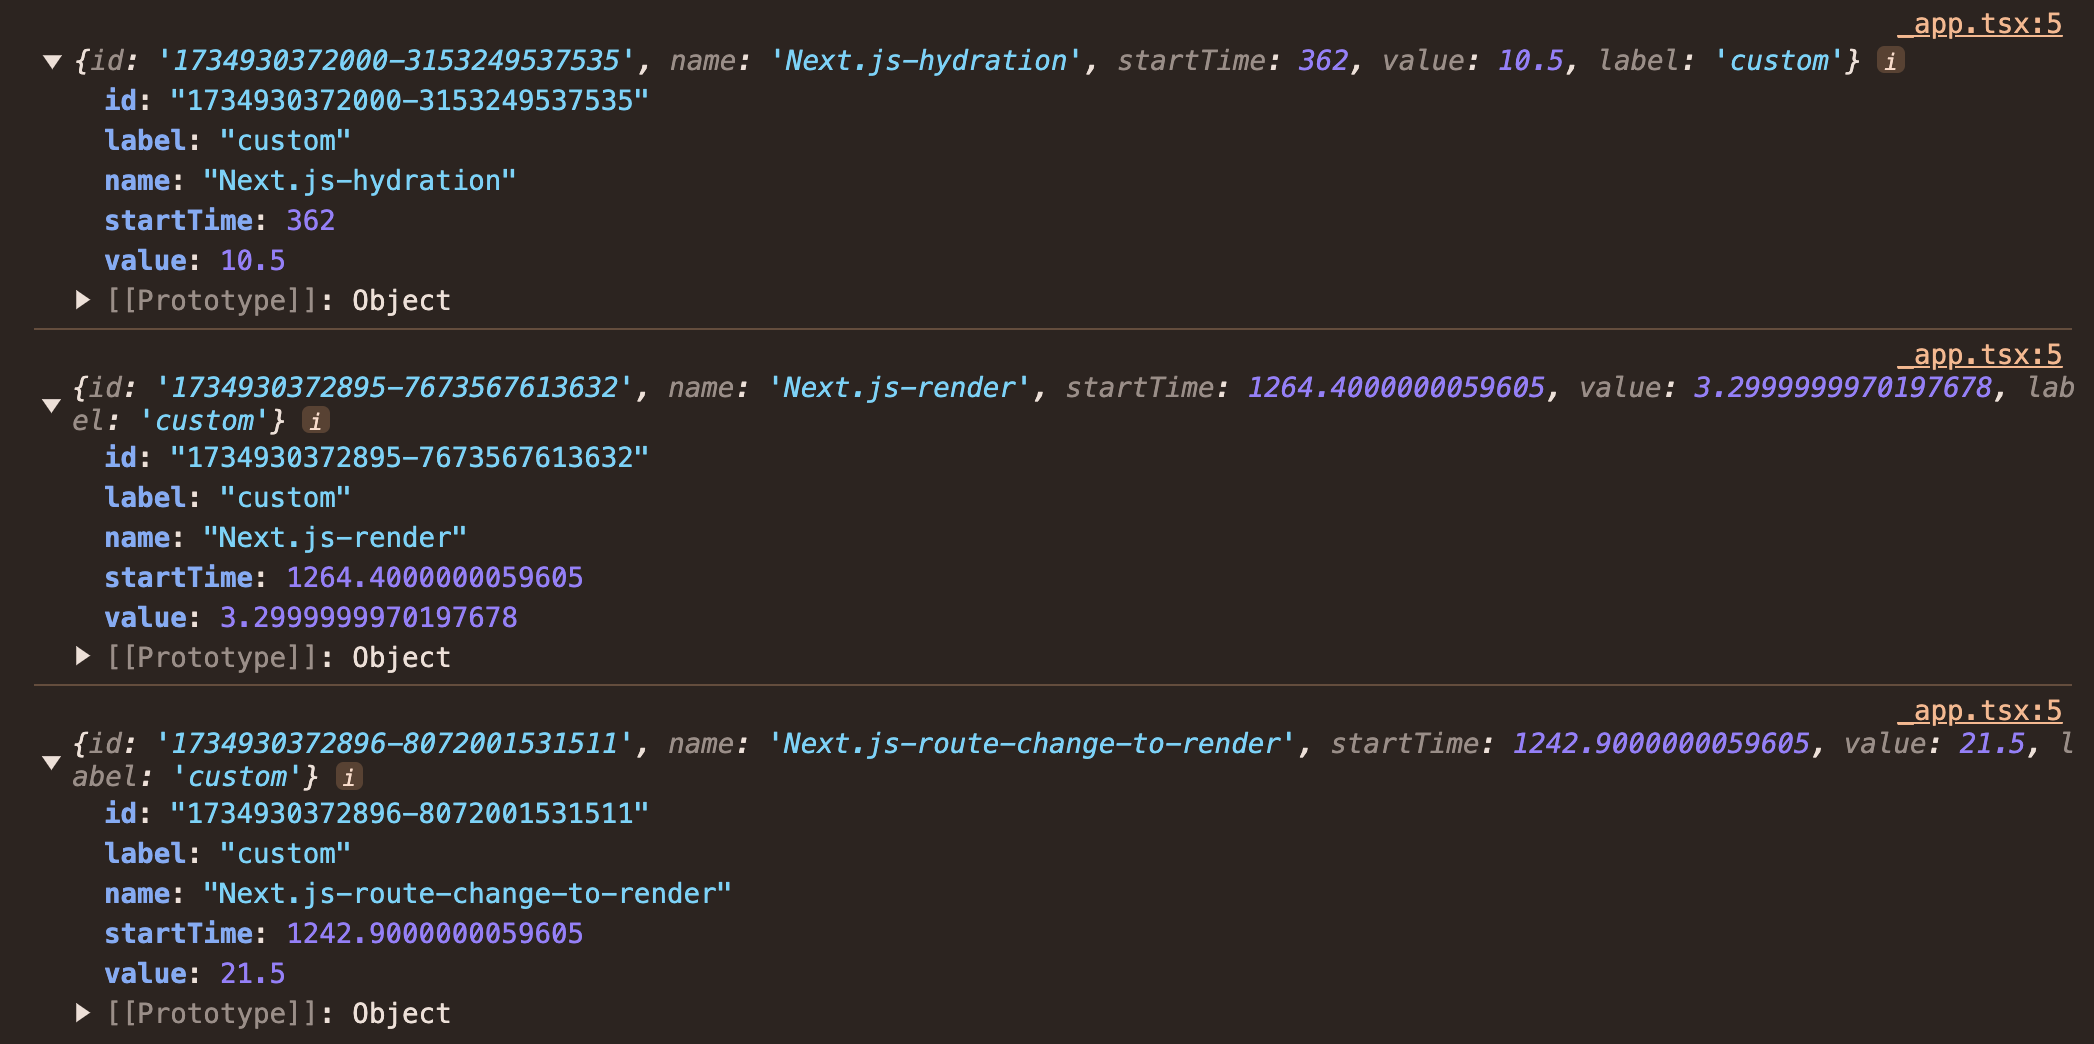 _app.tsx:5
{id: '1734930372000-3153249537535', name: 'Next.js-hydration', startTime: 362, value: 10.5, label: 'custom'} i
id: "1734930372000-3153249537535"
label: "custom"
name: "Next.js-hydration"
startTime: 362
value: 10.5
[[Prototype]]: Object
_app.tsx:5
{id: '1734930372895-7673567613632', name: 'Next.js-render', startTime: 1264.4000000059605, value: 3.2999999970197678, lab
el: 'custom'} i
id: "1734930372895-7673567613632"
label: "custom"
name: "Next.js-render"
startTime: 1264.4000000059605
value: 3.2999999970197678
[[Prototype]]: Object
_app.tsx:5
{id: '1734930372896-8072001531511', name: 'Next.js-route-change-to-render', startTime: 1242.9000000059605, value: 21.5, l
abel: 'custom'} i
id: "1734930372896-8072001531511"
label: "custom"
name: "Next.js-route-change-to-render"
startTime: 1242.9000000059605
value: 21.5
[[Prototype]]: Object